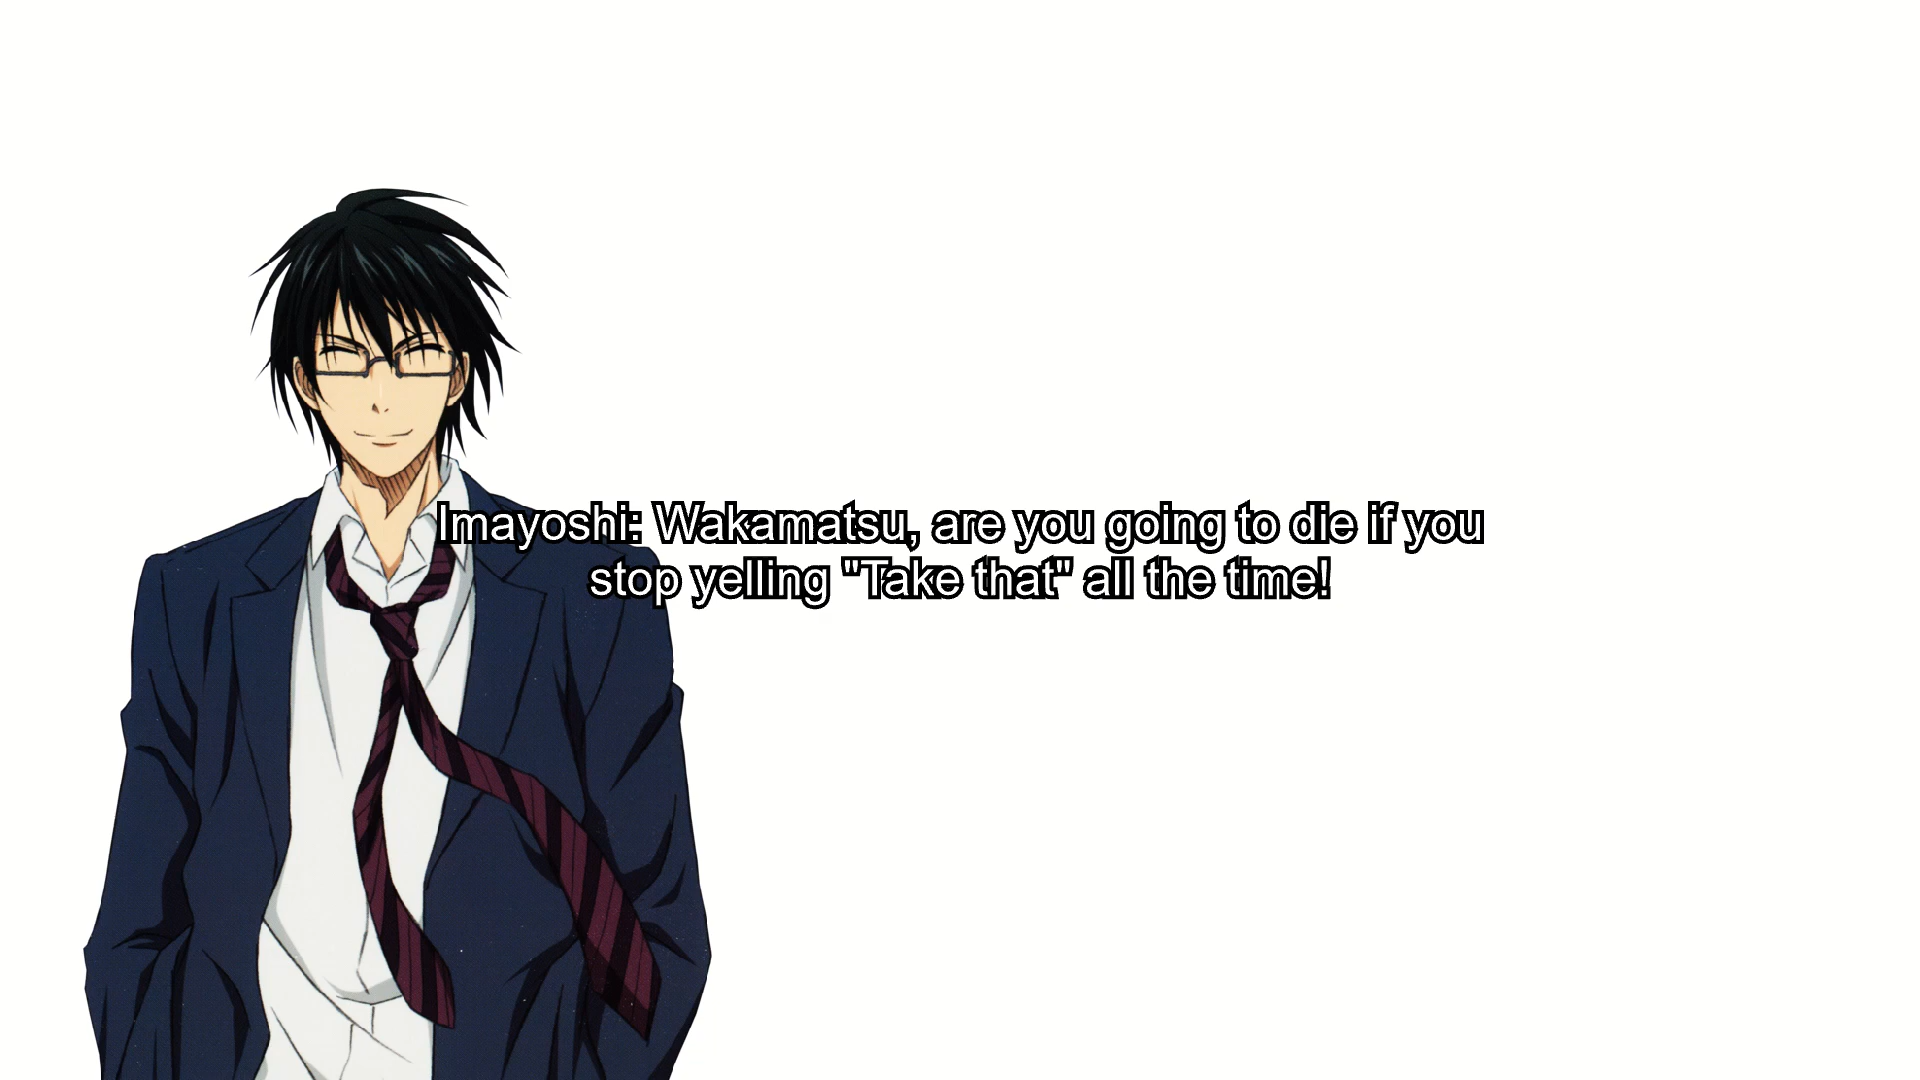 Imayoshi: Wakamatsu, are you going to die if you
stop yelling "Take that" all the time!